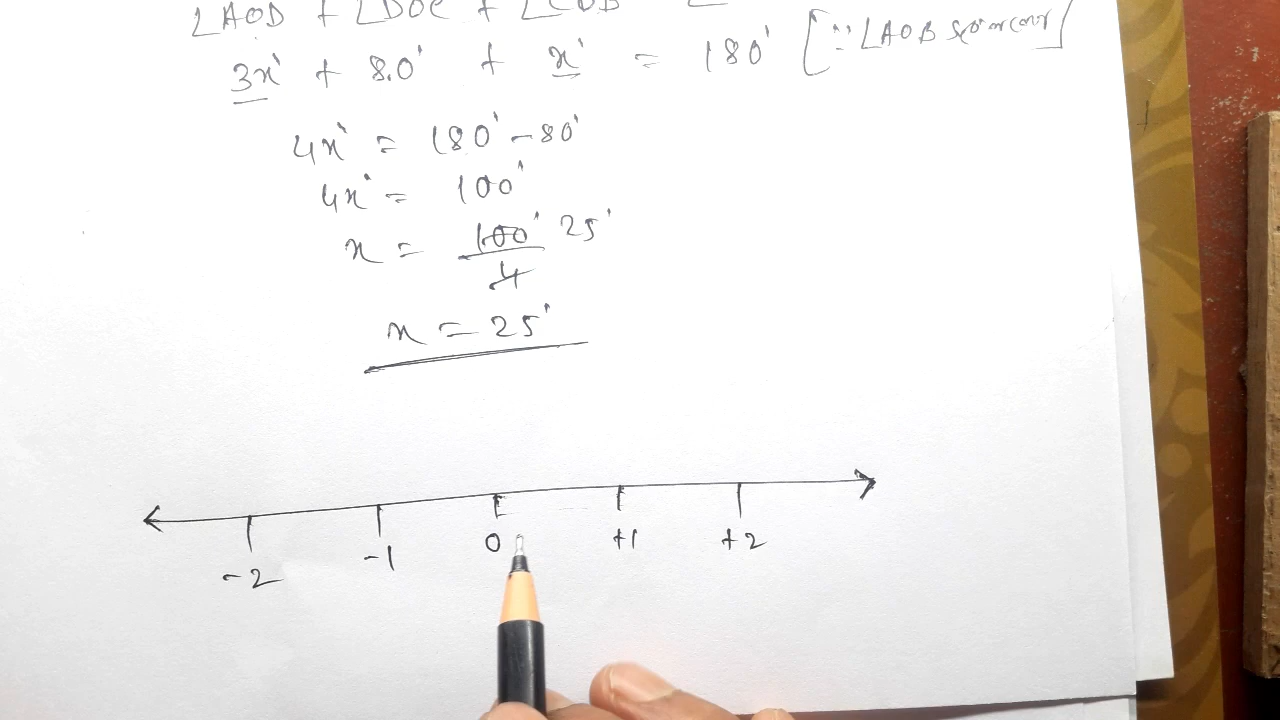 ∠AOD + ∠DOC + ∠COB
3x' + 80' + x' = 180' [∵ ∠AOB
4x' = 180' - 80'
4x' = 100'
x = 100'/4 25'
x = 25'
-2 -1 0 +1 +2